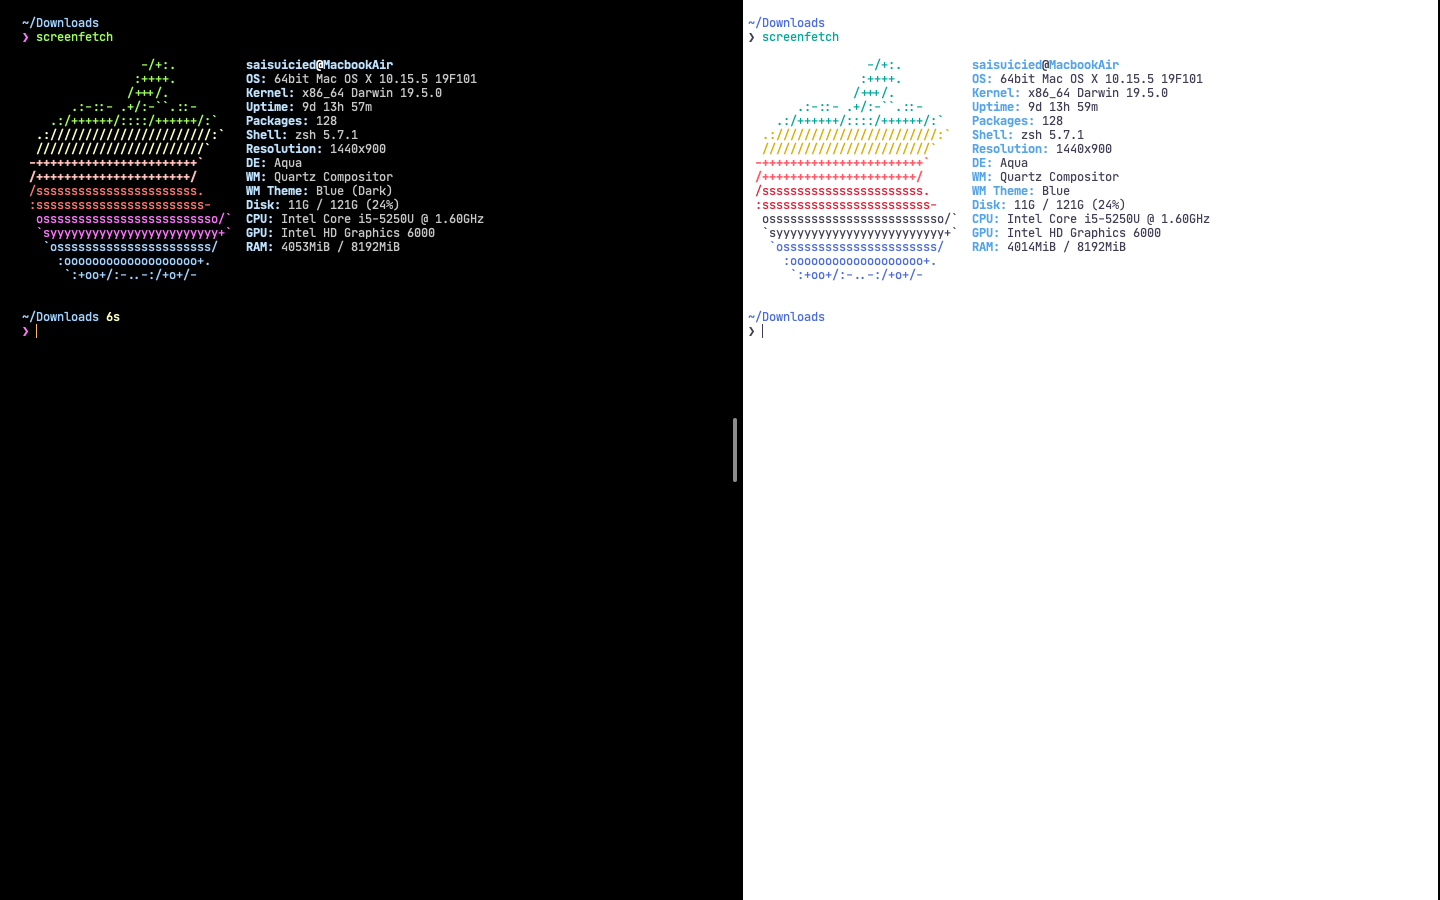 ~/Downloads
❯ screenfetch
                 -/+:.          saisuicied@MacbookAir
                :++++.          OS: 64bit Mac OS X 10.15.5 19F101
               /+++/.           Kernel: x86_64 Darwin 19.5.0
       .:-::- .+/:-``.::-       Uptime: 9d 13h 57m
    .:/++++++/::::/++++++/:`    Packages: 128
  .:///////////////////////:`   Shell: zsh 5.7.1
  ////////////////////////`     Resolution: 1440x900
 -+++++++++++++++++++++++`      DE: Aqua
 /++++++++++++++++++++++/       WM: Quartz Compositor
 /sssssssssssssssssssssss.      WM Theme: Blue (Dark)
 :ssssssssssssssssssssssss-     Disk: 11G / 121G (24%)
  osssssssssssssssssssssssso/`  CPU: Intel Core i5-5250U @ 1.60GHz
  `syyyyyyyyyyyyyyyyyyyyyyyy+`  GPU: Intel HD Graphics 6000
   `ossssssssssssssssssssss/    RAM: 4053MiB / 8192MiB
     :ooooooooooooooooooo+.
      `:+oo+/:-..-:/+o+/-
~/Downloads 6s
❯
~/Downloads
❯ screenfetch
                 -/+:.          saisuicied@MacbookAir
                :++++.          OS: 64bit Mac OS X 10.15.5 19F101
               /+++/.           Kernel: x86_64 Darwin 19.5.0
       .:-::- .+/:-``.::-       Uptime: 9d 13h 59m
    .:/++++++/::::/++++++/:`    Packages: 128
  .:///////////////////////:`   Shell: zsh 5.7.1
  ////////////////////////`     Resolution: 1440x900
 -+++++++++++++++++++++++`      DE: Aqua
 /++++++++++++++++++++++/       WM: Quartz Compositor
 /sssssssssssssssssssssss.      WM Theme: Blue
 :ssssssssssssssssssssssss-     Disk: 11G / 121G (24%)
  osssssssssssssssssssssssso/`  CPU: Intel Core i5-5250U @ 1.60GHz
  `syyyyyyyyyyyyyyyyyyyyyyyy+`  GPU: Intel HD Graphics 6000
   `ossssssssssssssssssssss/    RAM: 4014MiB / 8192MiB
     :ooooooooooooooooooo+.
      `:+oo+/:-..-:/+o+/-
~/Downloads
❯